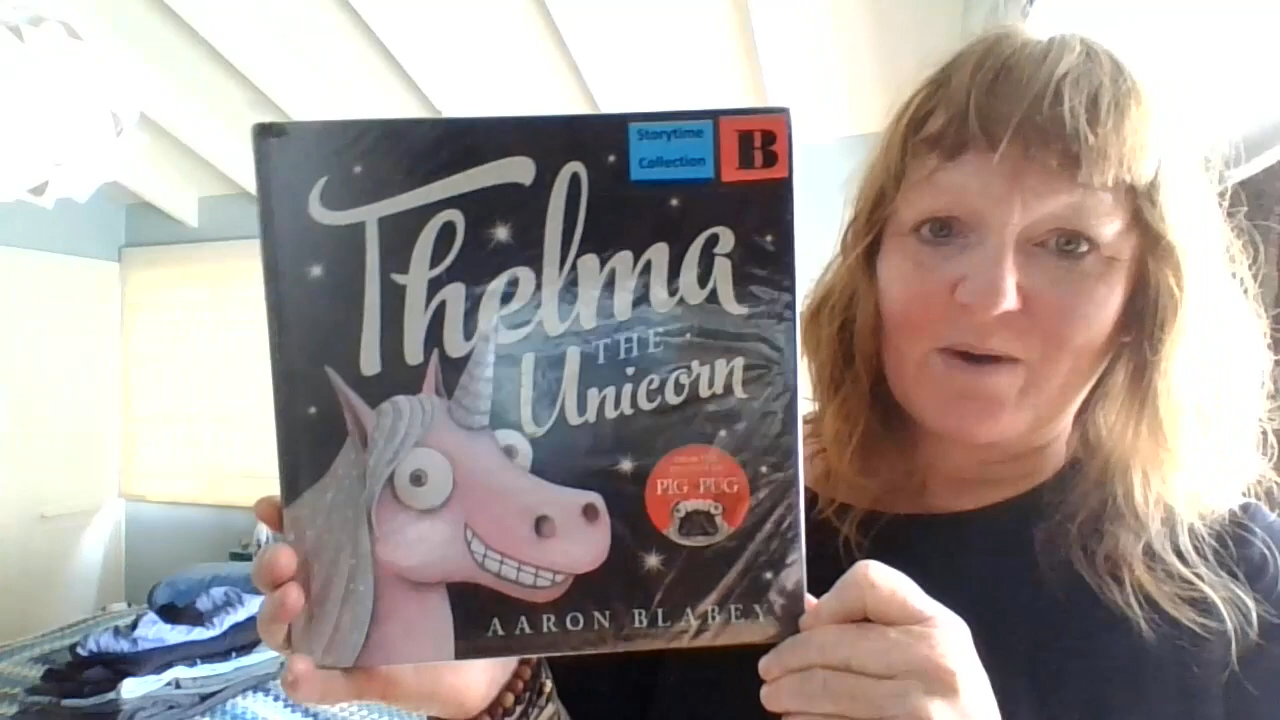 Storytime
Collection
B
Thelma
THE
Unicorn
PIG THE PUG
AARON BLABEY